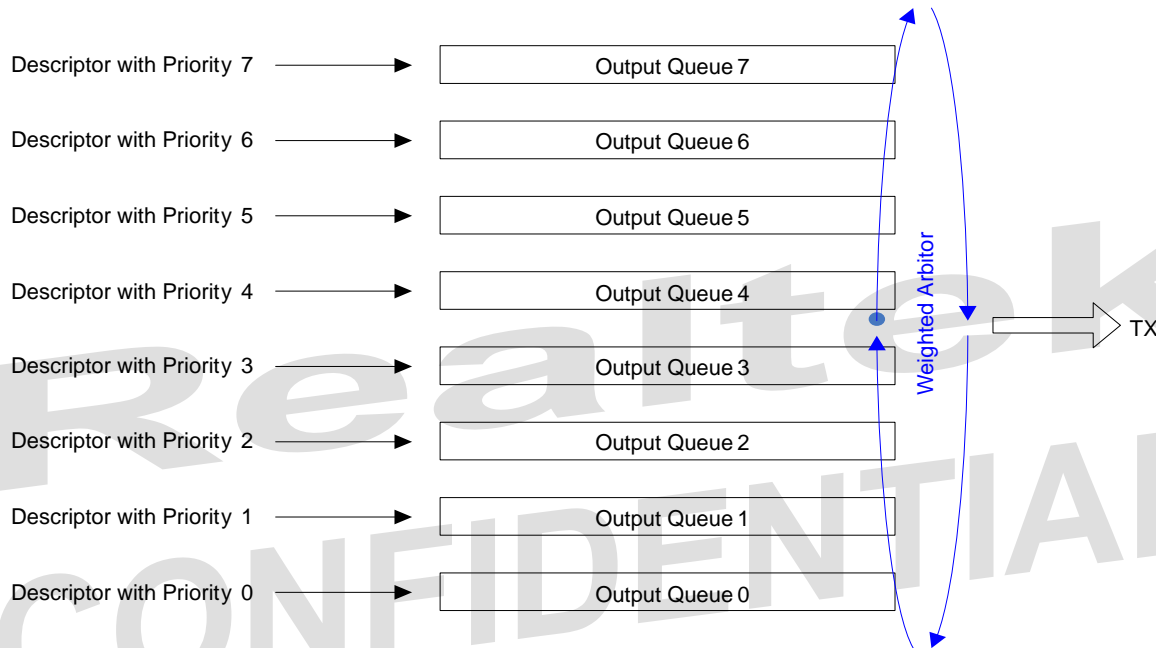 Descriptor with Priority 7
Output Queue 7
Descriptor with Priority 6
Output Queue 6
Descriptor with Priority 5
Output Queue 5
Descriptor with Priority 4
Output Queue 4
Weighted Arbitor
TX
Descriptor with Priority 3
Output Queue 3
Descriptor with Priority 2
Output Queue 2
Descriptor with Priority 1
Output Queue 1
Descriptor with Priority 0
Output Queue 0
Realtek
CONFIDENTIAL